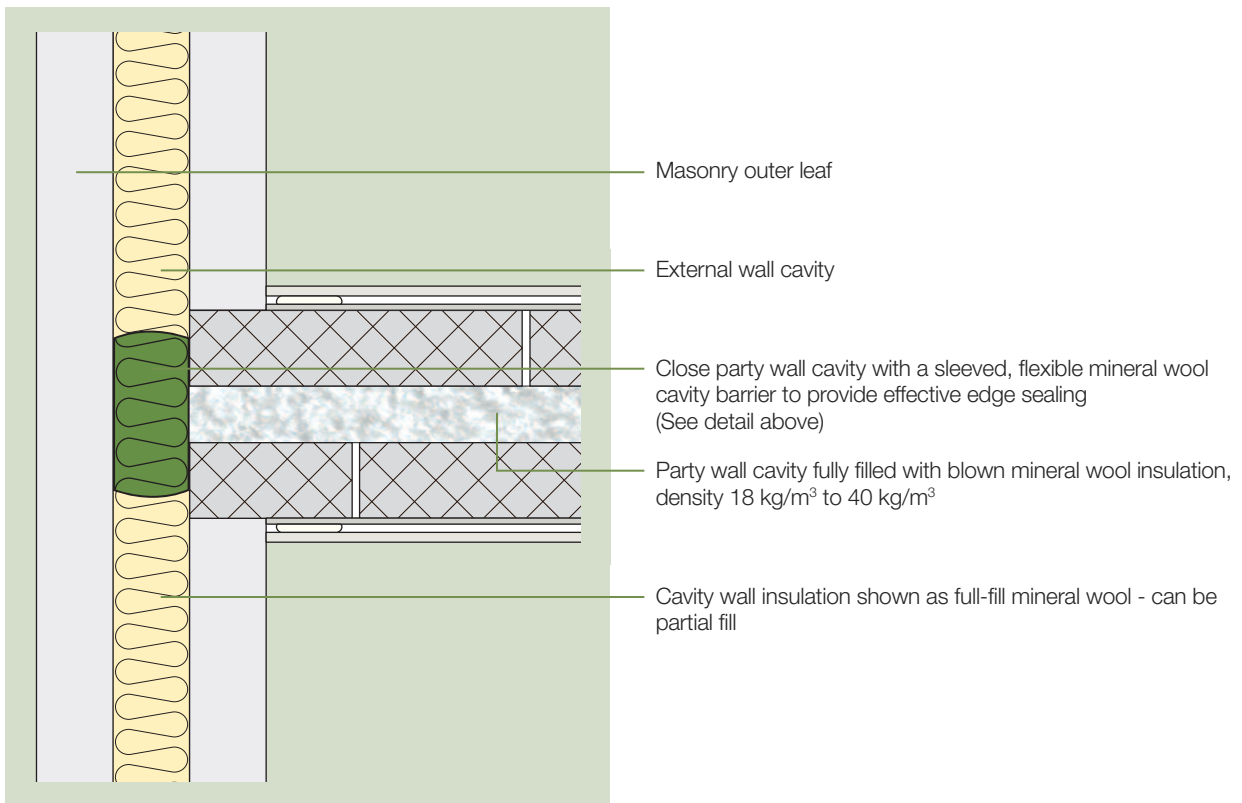 Masonry outer leaf
External wall cavity
Close party wall cavity with a sleeved, flexible mineral wool
cavity barrier to provide effective edge sealing
(See detail above)
Party wall cavity fully filled with blown mineral wool insulation,
density 18 kg/m³ to 40 kg/m³
Cavity wall insulation shown as full-fill mineral wool - can be
partial fill